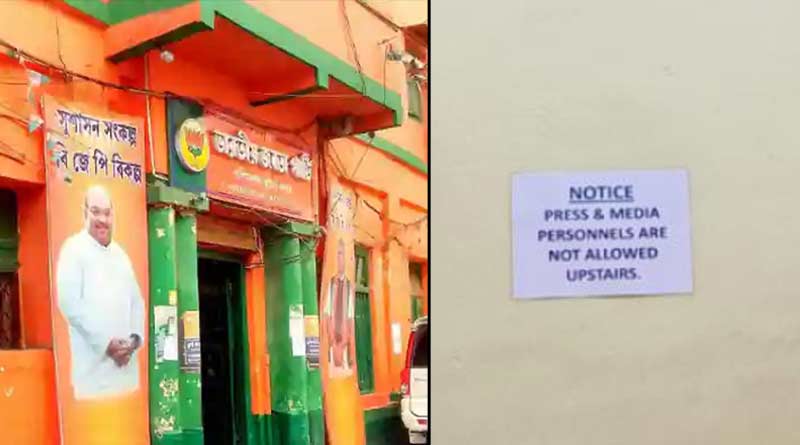 সুশাসন সংকল্প
বি জে পি বিকল্প
ভারতীয় জনতা পার্টি
NOTICE
PRESS & MEDIA
PERSONNELS ARE
NOT ALLOWED
UPSTAIRS.